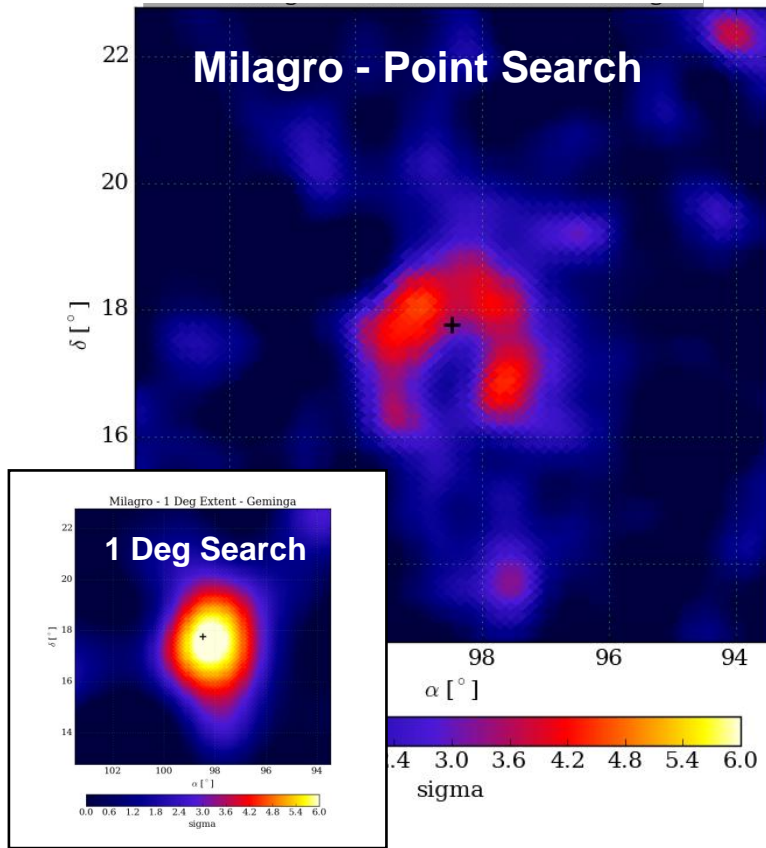 Milagro - Point Search
22
20
18
16
δ [°]
98 96 94
α [°]
3.0 3.6 4.2 4.8 5.4 6.0
sigma
Milagro - 1 Deg Extent - Geminga
1 Deg Search
22
20
18
16
14
δ [°]
102 100 98 96 94
α [°]
0.0 0.6 1.2 1.8 2.4 3.0 3.6 4.2 4.8 5.4 6.0
sigma